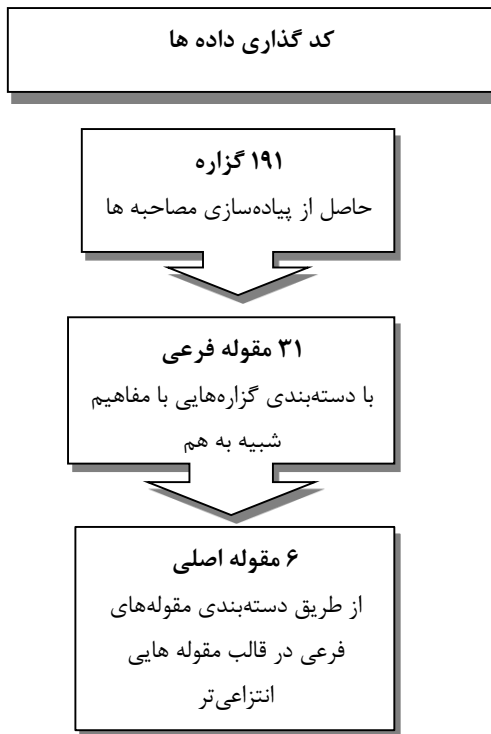 کد گذاری داده ها
۱۹۱ گزاره
حاصل از پیاده‌سازی مصاحبه ها
۳۱ مقوله فرعی
با دسته‌بندی گزاره‌هایی با مفاهیم
شبیه به هم
۶ مقوله اصلی
از طریق دسته‌بندی مقوله‌های
فرعی در قالب مقوله هایی
انتزاعی‌تر